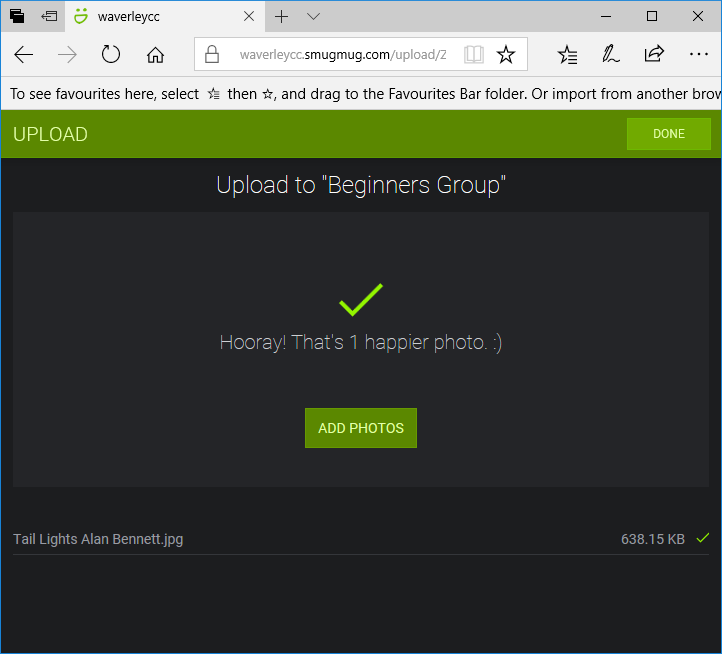 waverleycc
waverleycc.smugmug.com/upload/2
To see favourites here, select then , and drag to the Favourites Bar folder. Or import from another brow
UPLOAD
DONE
Upload to "Beginners Group"
Hooray! That's 1 happier photo. :)
ADD PHOTOS
Tail Lights Alan Bennett.jpg 638.15 KB